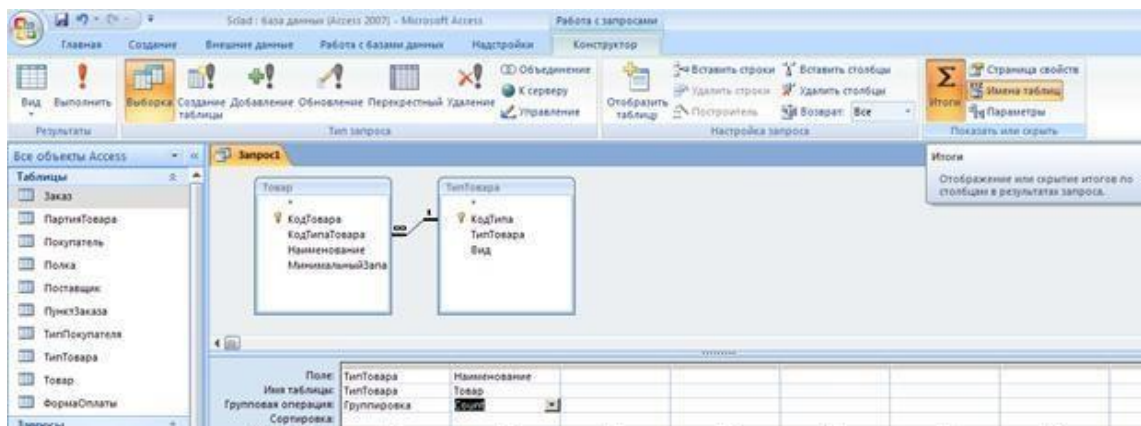 Sclad : база данных (Access 2007) - Microsoft Access
Работа с запросами
Главная Создание Внешние данные Работа с базами данных Надстройки Конструктор
Вид
Выполнить
Результаты
Выборка
Создание таблицы
Добавление
Обновление
Перекрестный
Удаление
Объединение
К серверу
Управление
Тип запроса
Отобразить таблицу
Вставить строки
Удалить строки
Построитель
Вставить столбцы
Удалить столбцы
Возврат: Все
Настройка запроса
Итоги
Страница свойств
Имена таблиц
Параметры
Показать или скрыть
Все объекты Access
Таблицы
Заказ
ПартияТовара
Покупатель
Полка
Поставщик
ПунктЗаказа
ТипПокупателя
ТипТовара
Товар
ФормаОплаты
Запросы
Запрос1
Товар
*
КодТовара
КодТипаТовара
Наименование
МинимальныйЗапа
∞ 1
ТипТовара
*
КодТипа
ТипТовара
Вид
Итоги
Отображение или скрытие итогов по
столбцам в результатах запроса.
Поле: ТипТовара Наименование
Имя таблицы: ТипТовара Товар
Групповая операция: Группировка Count
Сортировка: